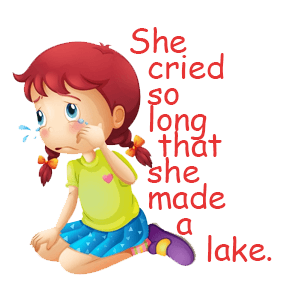 She
cried
so
long
that
she
made
a
lake.